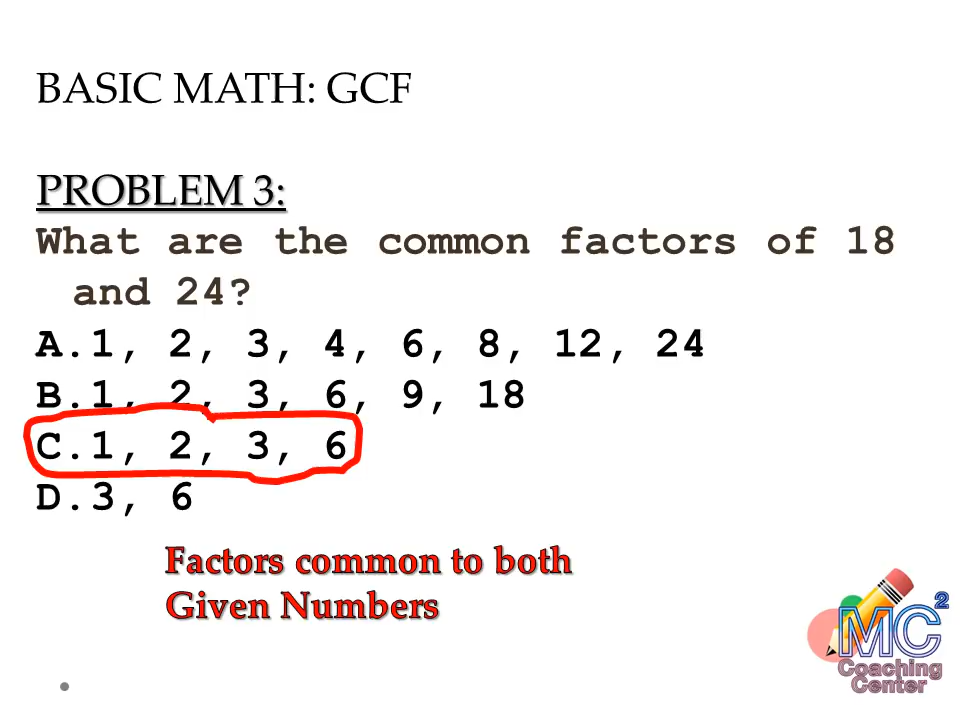 BASIC MATH: GCF
PROBLEM 3:
What are the common factors of 18
and 24?
A.1, 2, 3, 4, 6, 8, 12, 24
B.1, 2, 3, 6, 9, 18
C.1, 2, 3, 6
D.3, 6
Factors common to both
Given Numbers
MC2
Coaching
Center